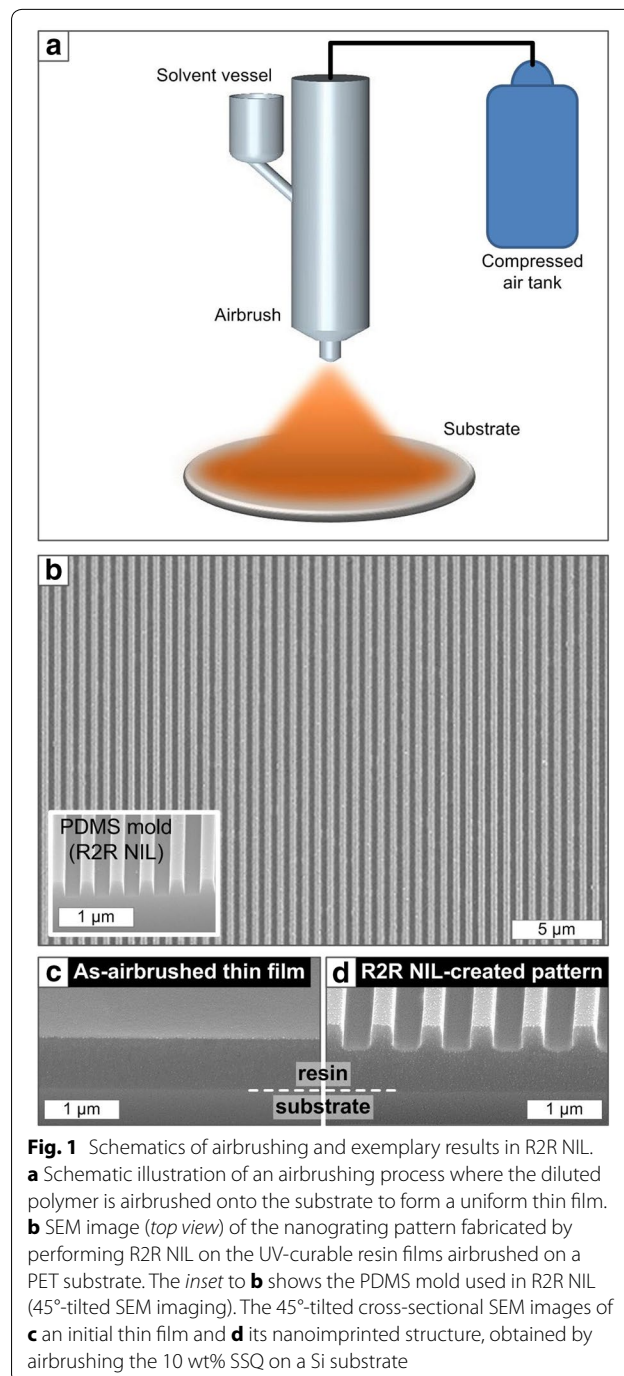 a
Solvent vessel
Airbrush
Compressed
air tank
Substrate
b
PDMS mold
(R2R NIL)
1 µm
5 µm
c As-airbrushed thin film
d R2R NIL-created pattern
resin
substrate
1 µm
1 µm
Fig. 1 Schematics of airbrushing and exemplary results in R2R NIL.
a Schematic illustration of an airbrushing process where the diluted
polymer is airbrushed onto the substrate to form a uniform thin film.
b SEM image (top view) of the nanograting pattern fabricated by
performing R2R NIL on the UV-curable resin films airbrushed on a
PET substrate. The inset to b shows the PDMS mold used in R2R NIL
(45°-tilted SEM imaging). The 45°-tilted cross-sectional SEM images of
c an initial thin film and d its nanoimprinted structure, obtained by
airbrushing the 10 wt% SSQ on a Si substrate